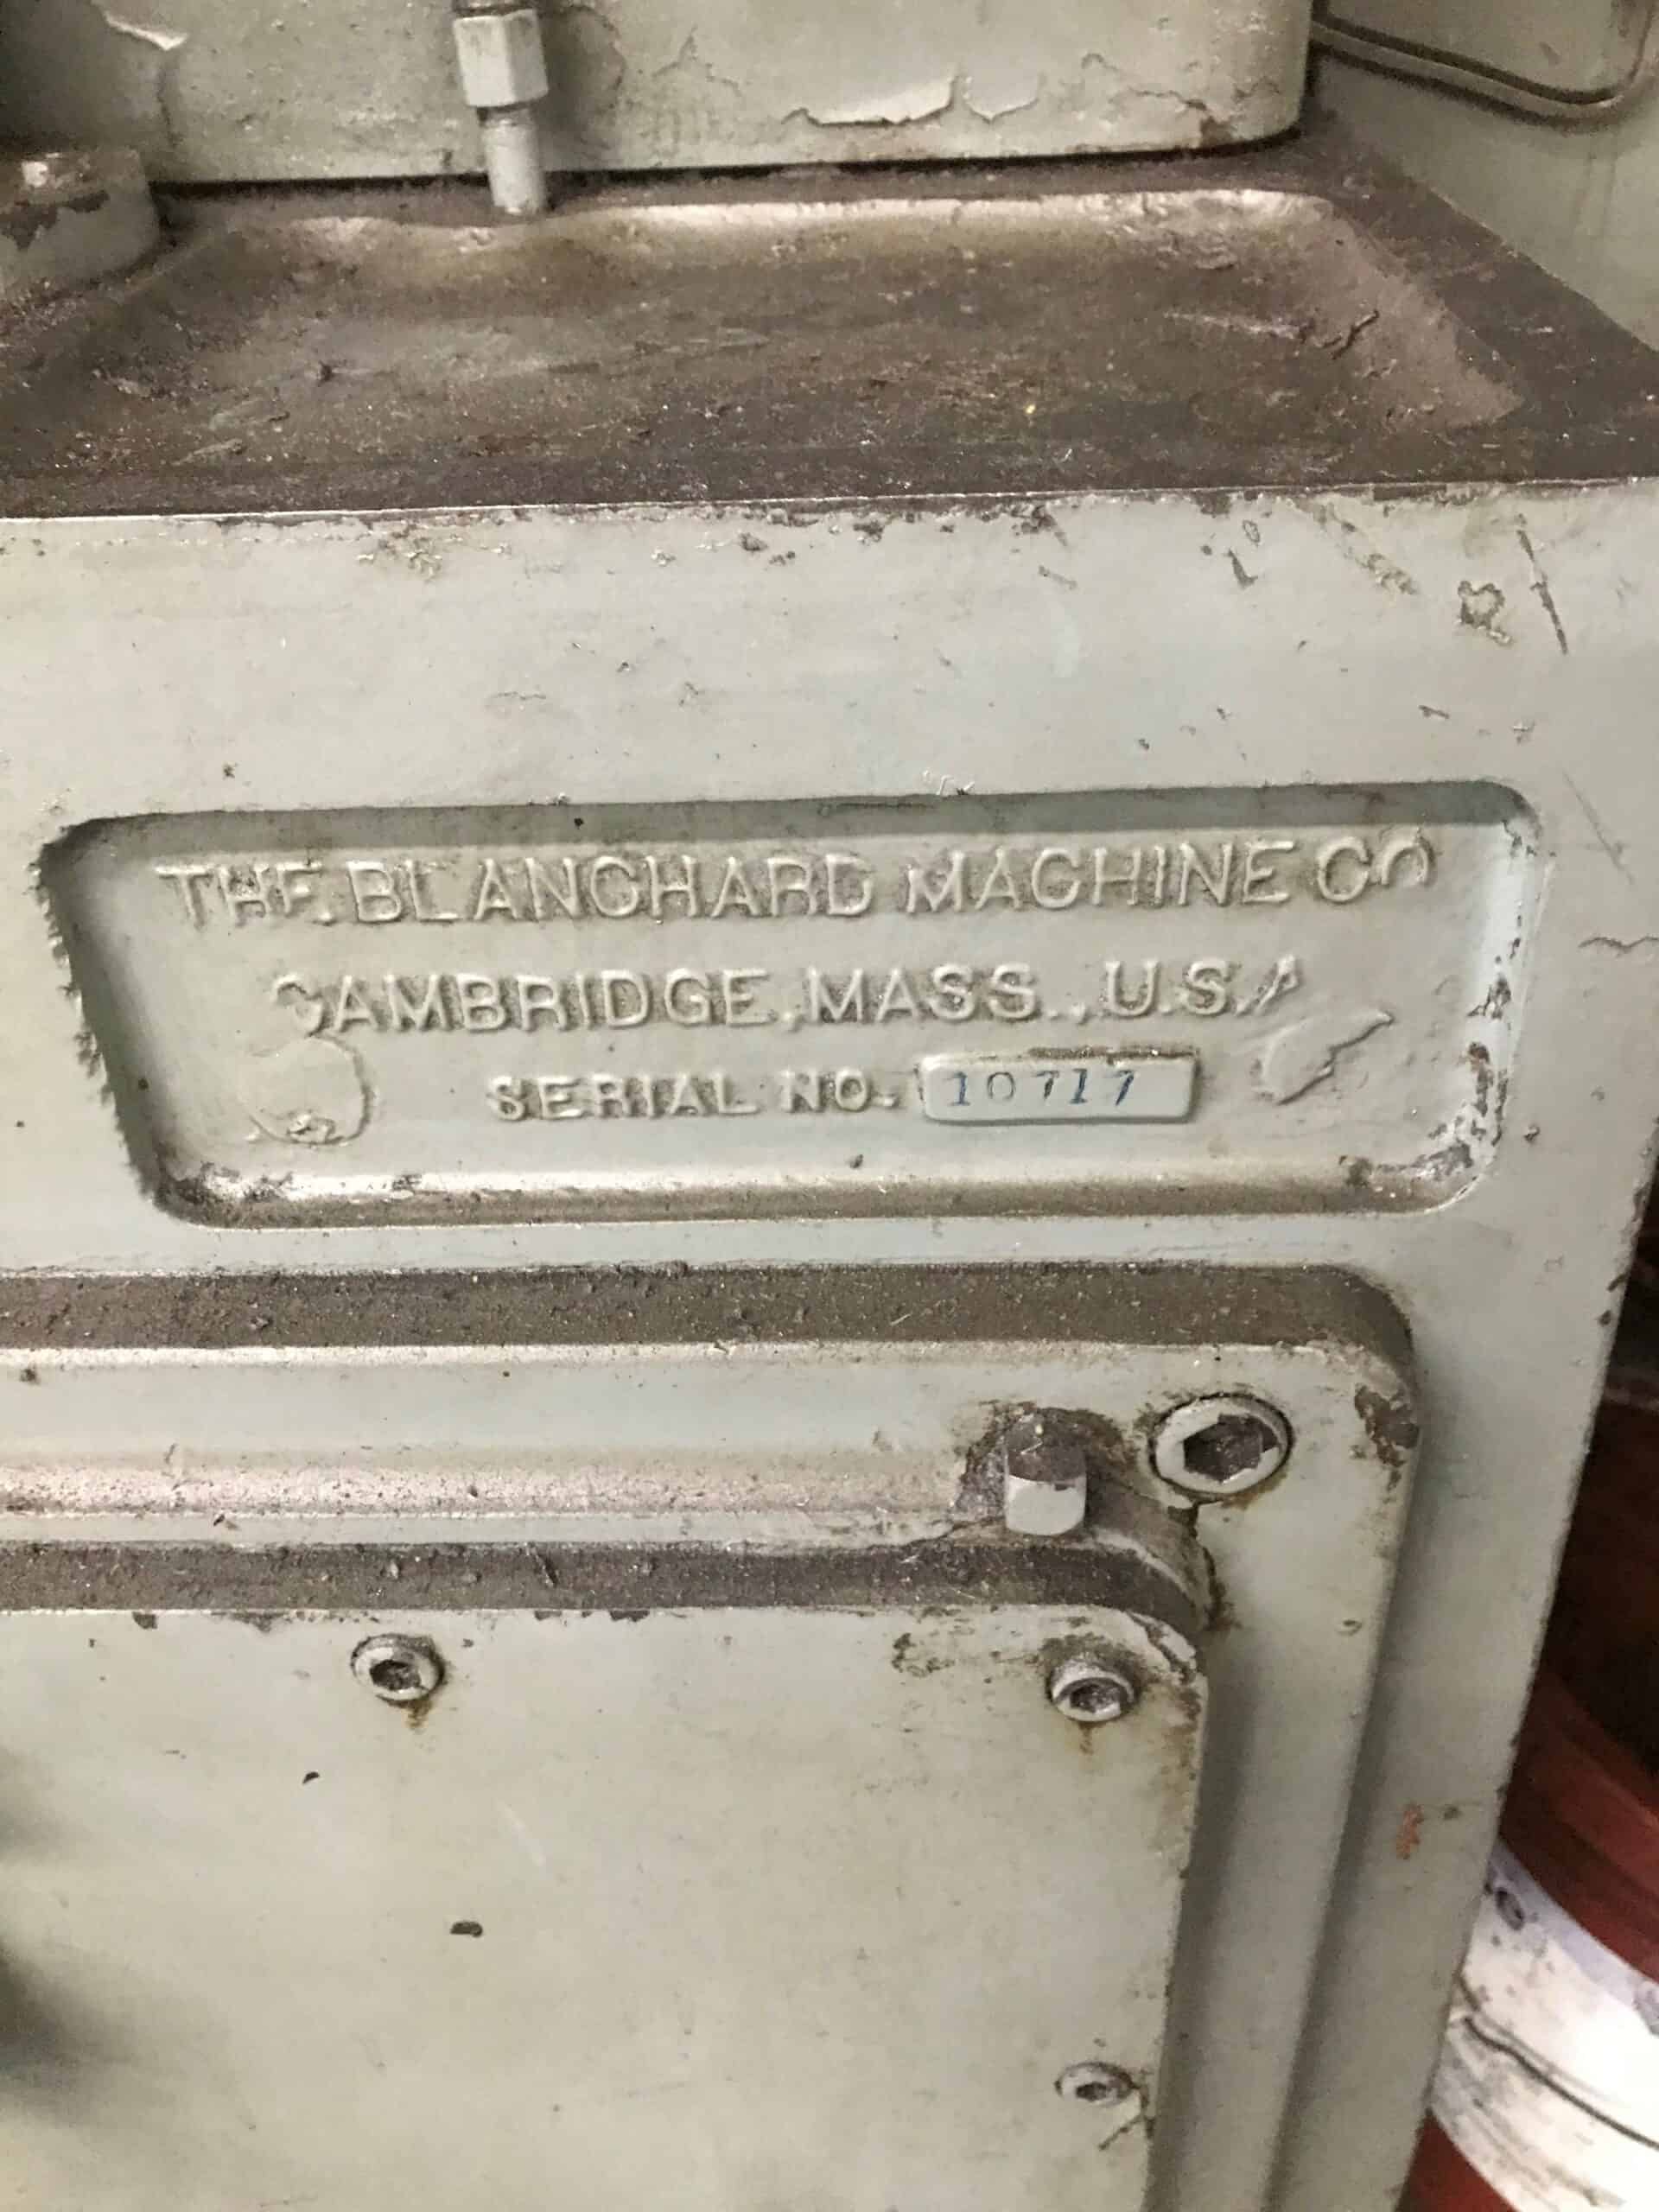 THE BLANCHARD MACHINE CO
CAMBRIDGE, MASS., U.S.A
SERIAL NO. 10717